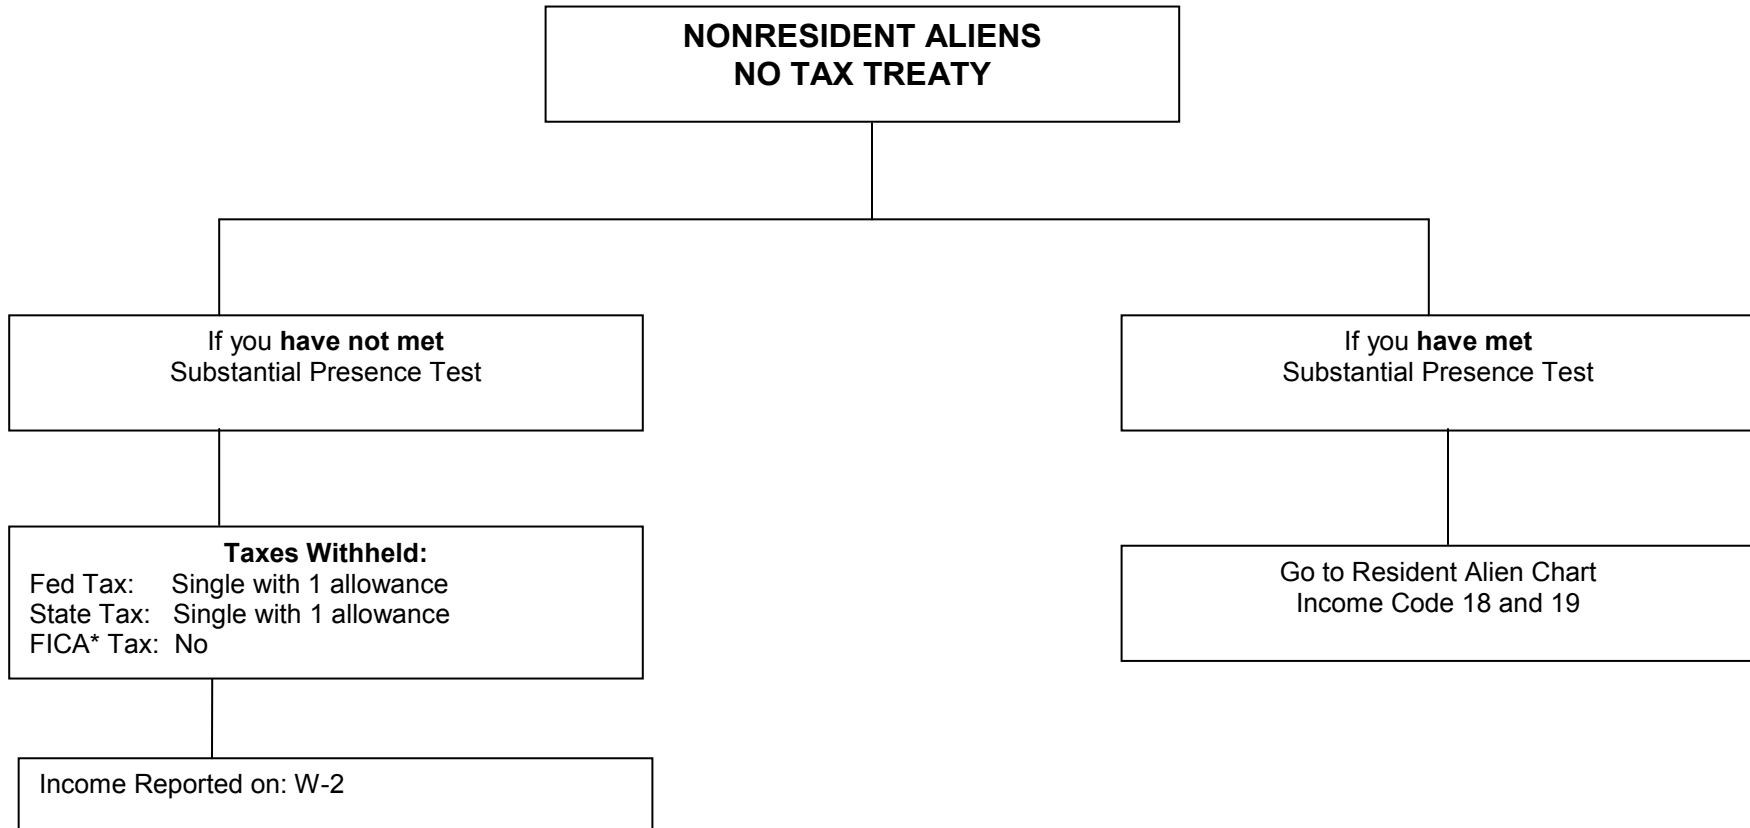 NONRESIDENT ALIENS
NO TAX TREATY
If you have not met
Substantial Presence Test
If you have met
Substantial Presence Test
Taxes Withheld:
Fed Tax: Single with 1 allowance
State Tax: Single with 1 allowance
FICA* Tax: No
Go to Resident Alien Chart
Income Code 18 and 19
Income Reported on: W-2